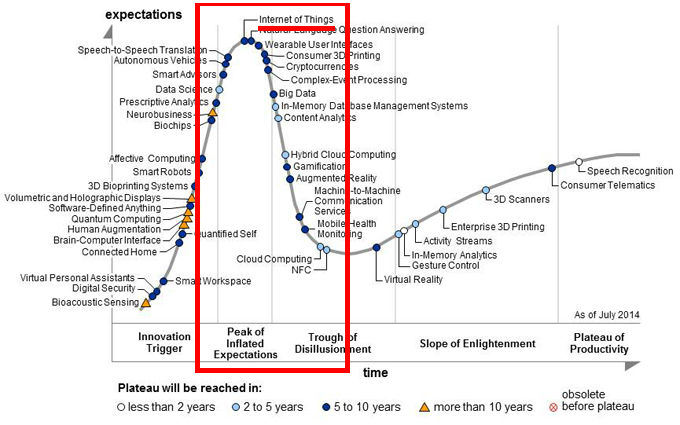 expectations
Internet of Things
Natural-Language Question Answering
Wearable User Interfaces
Consumer 3D Printing
Cryptocurrencies
Complex-Event Processing
Big Data
In-Memory Database Management Systems
Content Analytics
Hybrid Cloud Computing
Gamification
Augmented Reality
Machine-to-Machine
Communication
Services
Mobile Health
Monitoring
Cloud Computing
NFC
Speech-to-Speech Translation
Autonomous Vehicles
Smart Advisors
Data Science
Prescriptive Analytics
Neurobusiness
Biochips
Affective Computing
Smart Robots
3D Bioprinting Systems
Volumetric and Holographic Displays
Software-Defined Anything
Quantum Computing
Human Augmentation
Quantified Self
Brain-Computer Interface
Connected Home
Virtual Personal Assistants
Smart Workspace
Digital Security
Bioacoustic Sensing
Speech Recognition
Consumer Telematics
3D Scanners
Enterprise 3D Printing
Activity Streams
In-Memory Analytics
Gesture Control
Virtual Reality
As of July 2014
Innovation
Trigger
Peak of
Inflated
Expectations
Trough of
Disillusionment
Slope of Enlightenment
Plateau of
Productivity
time
Plateau will be reached in:
less than 2 years
2 to 5 years
5 to 10 years
more than 10 years
obsolete
before plateau